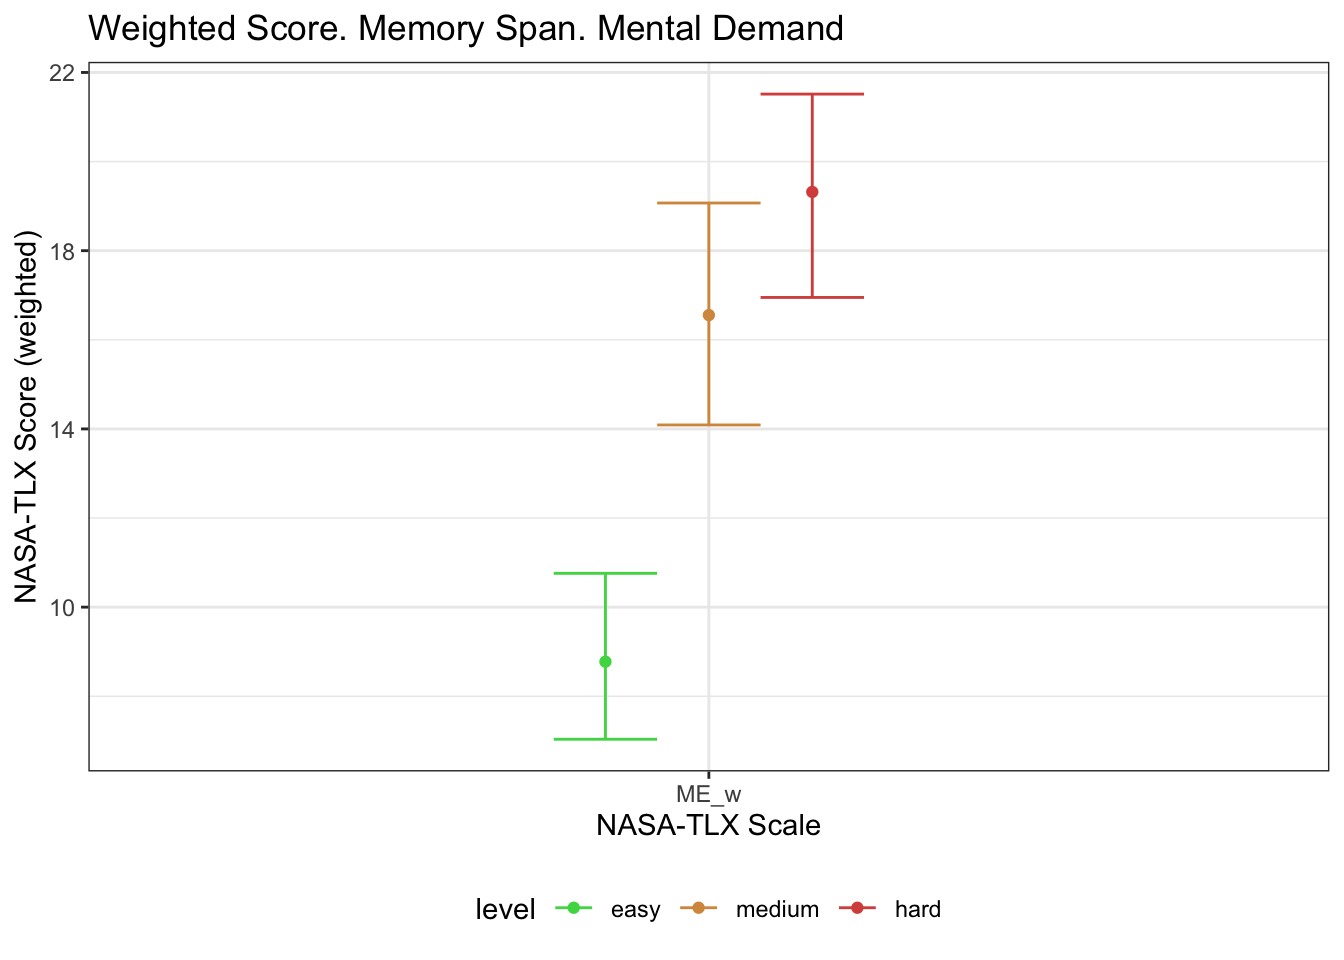 Weighted Score. Memory Span. Mental Demand
22
18
14
10
NASA-TLX Score (weighted)
ME_w
NASA-TLX Scale
level easy medium hard